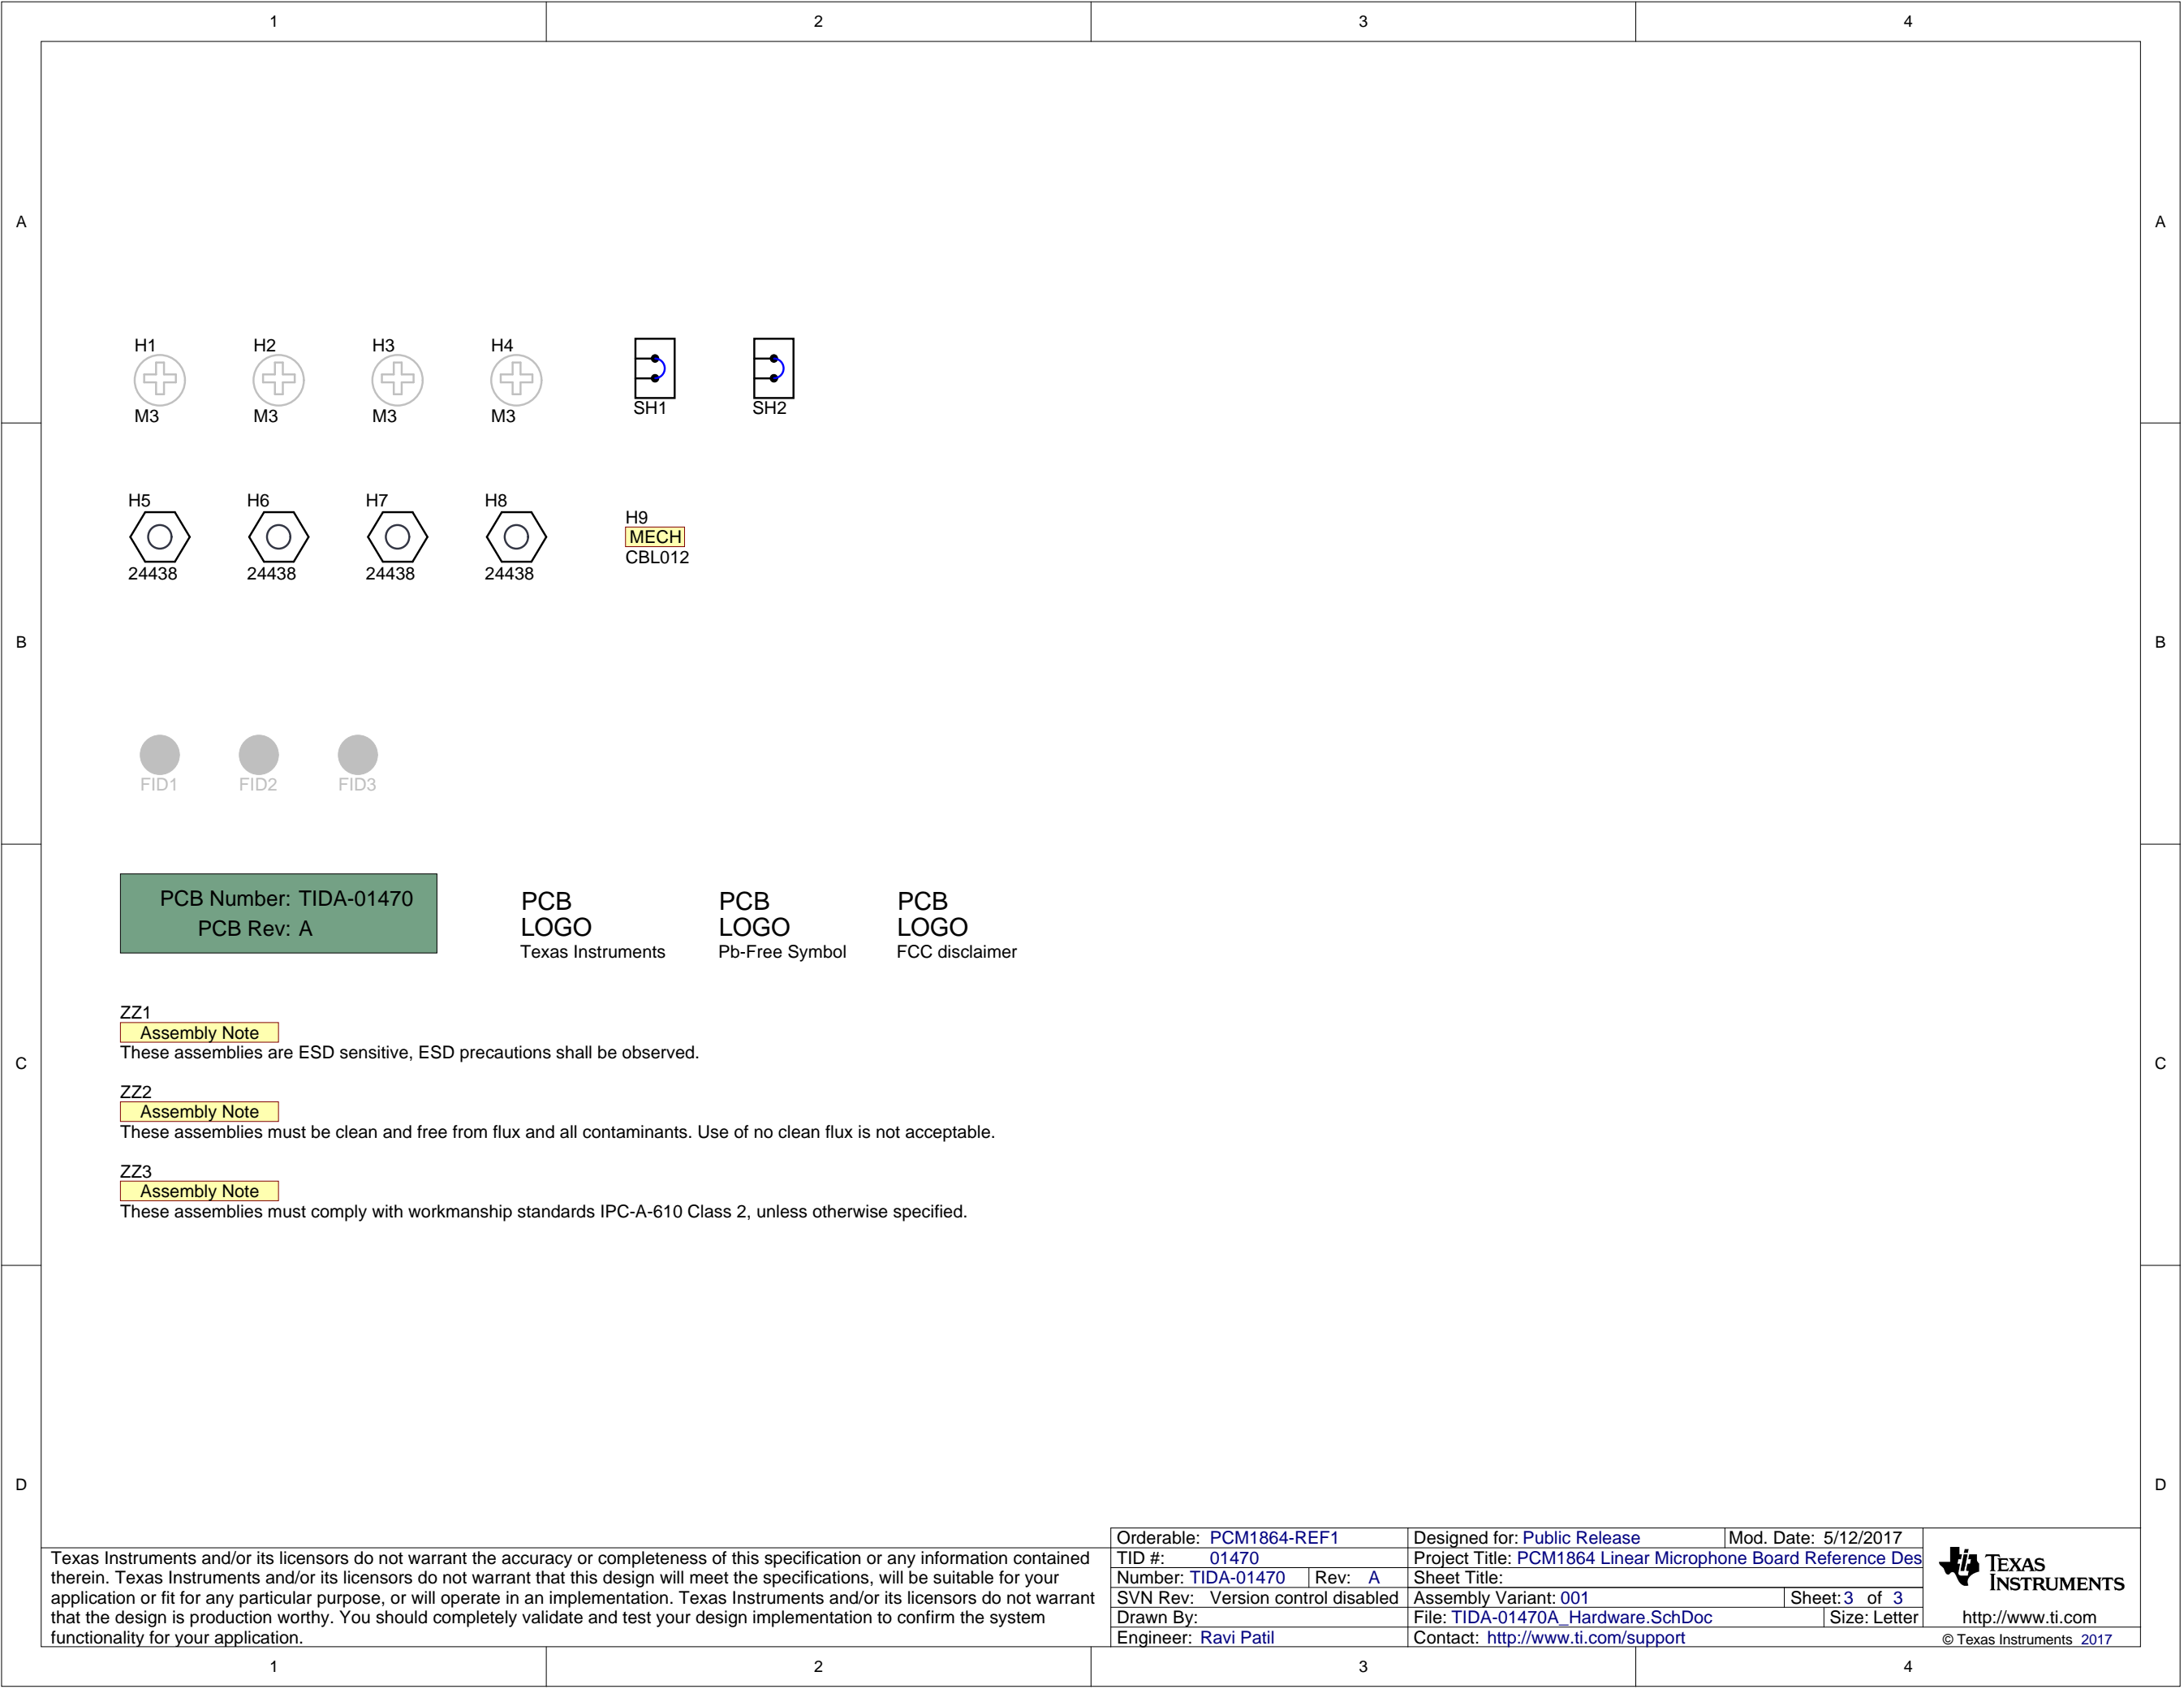 1 2 3 4
A A
H1 H2 H3 H4
M3 M3 M3 M3 SH1 SH2
H5 H6 H7 H8 H9
MECH
24438 24438 24438 24438 CBL012
B B
FID1 FID2 FID3
PCB Number: TIDA-01470
PCB Rev: A
PCB
LOGO
Texas Instruments
PCB
LOGO
Pb-Free Symbol
PCB
LOGO
FCC disclaimer
ZZ1
Assembly Note
These assemblies are ESD sensitive, ESD precautions shall be observed.
C C
ZZ2
Assembly Note
These assemblies must be clean and free from flux and all contaminants. Use of no clean flux is not acceptable.
ZZ3
Assembly Note
These assemblies must comply with workmanship standards IPC-A-610 Class 2, unless otherwise specified.
D D
Texas Instruments and/or its licensors do not warrant the accuracy or completeness of this specification or any information contained
therein. Texas Instruments and/or its licensors do not warrant that this design will meet the specifications, will be suitable for your
application or fit for any particular purpose, or will operate in an implementation. Texas Instruments and/or its licensors do not warrant
that the design is production worthy. You should completely validate and test your design implementation to confirm the system
functionality for your application.
Orderable: PCM1864-REF1 Designed for: Public Release Mod. Date: 5/12/2017
TID #: 01470 Project Title: PCM1864 Linear Microphone Board Reference Des
Number: TIDA-01470 Rev: A Sheet Title:
SVN Rev: Version control disabled Assembly Variant: 001 Sheet: 3 of 3
Drawn By: File: TIDA-01470A_Hardware.SchDoc Size: Letter
Engineer: Ravi Patil Contact: http://www.ti.com/support
TEXAS
INSTRUMENTS
http://www.ti.com
© Texas Instruments 2017
1 2 3 4